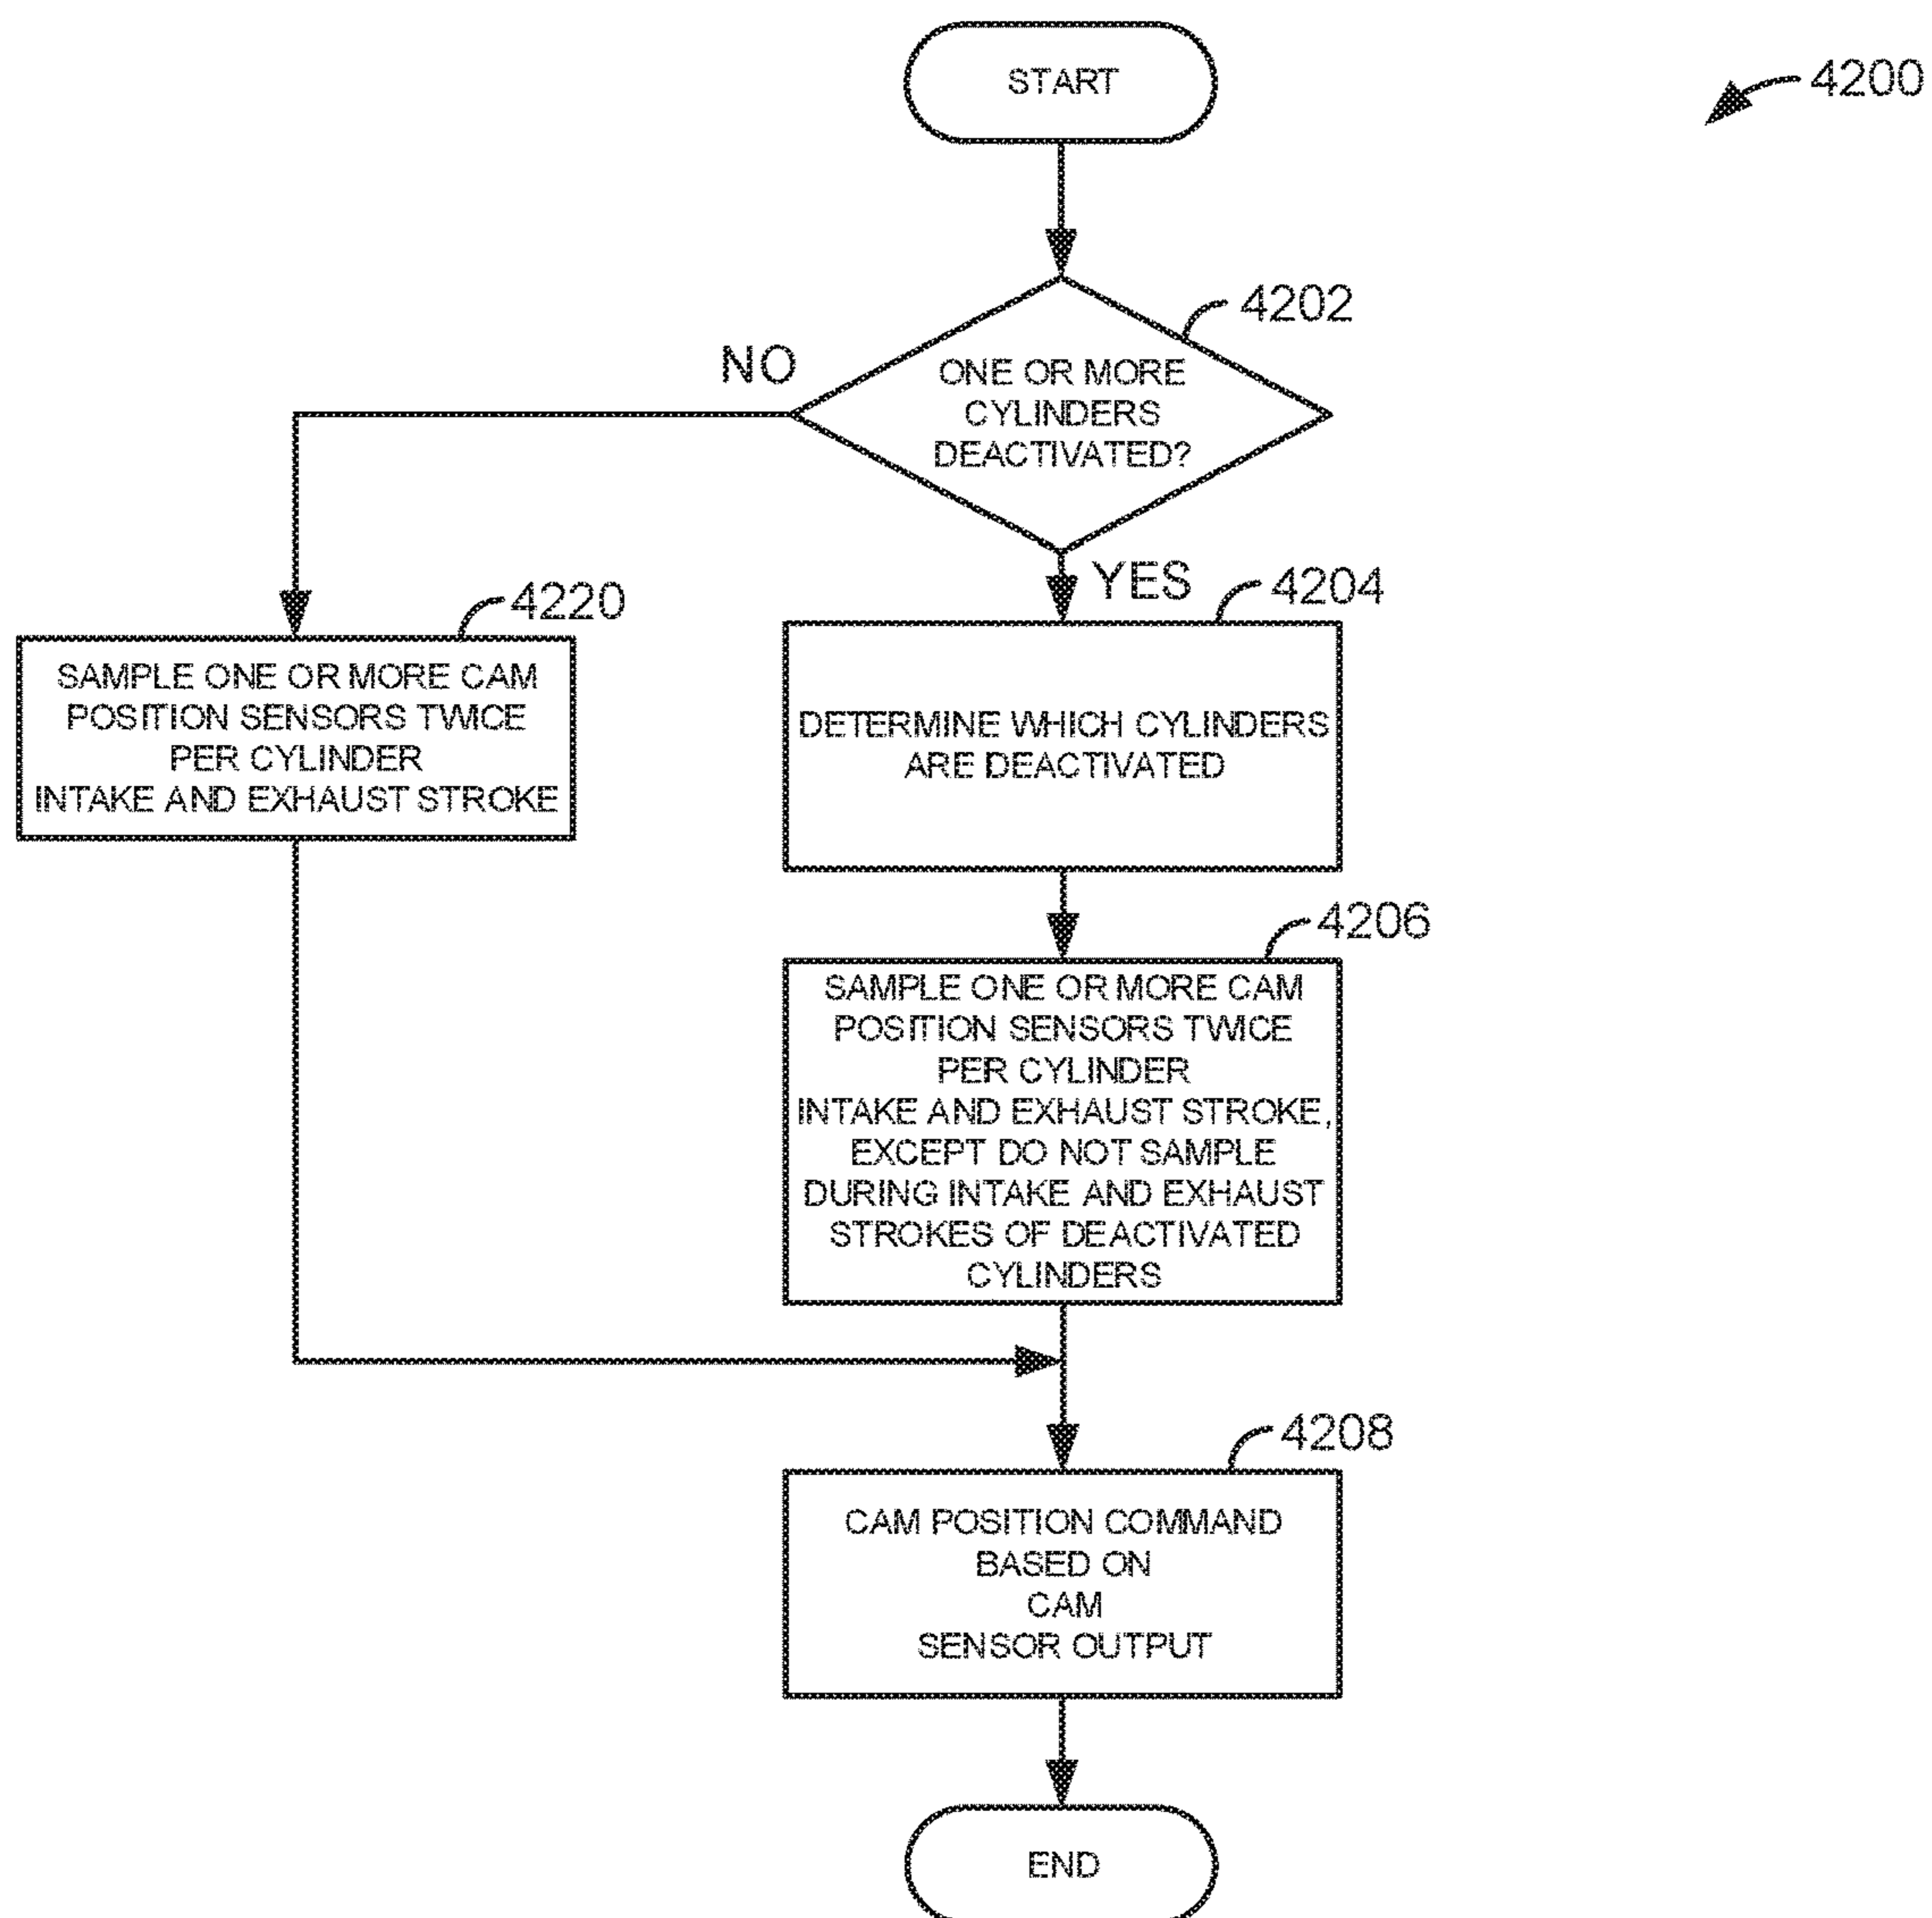 START
4200
4202
NO
ONE OR MORE
CYLINDERS
DEACTIVATED?
YES
4204
4220
SAMPLE ONE OR MORE CAM
POSITION SENSORS TWICE
PER CYLINDER
INTAKE AND EXHAUST STROKE
DETERMINE WHICH CYLINDERS
ARE DEACTIVATED
4206
SAMPLE ONE OR MORE CAM
POSITION SENSORS TWICE
PER CYLINDER
INTAKE AND EXHAUST STROKE,
EXCEPT DO NOT SAMPLE
DURING INTAKE AND EXHAUST
STROKES OF DEACTIVATED
CYLINDERS
4208
CAM POSITION COMMAND
BASED ON
CAM
SENSOR OUTPUT
END